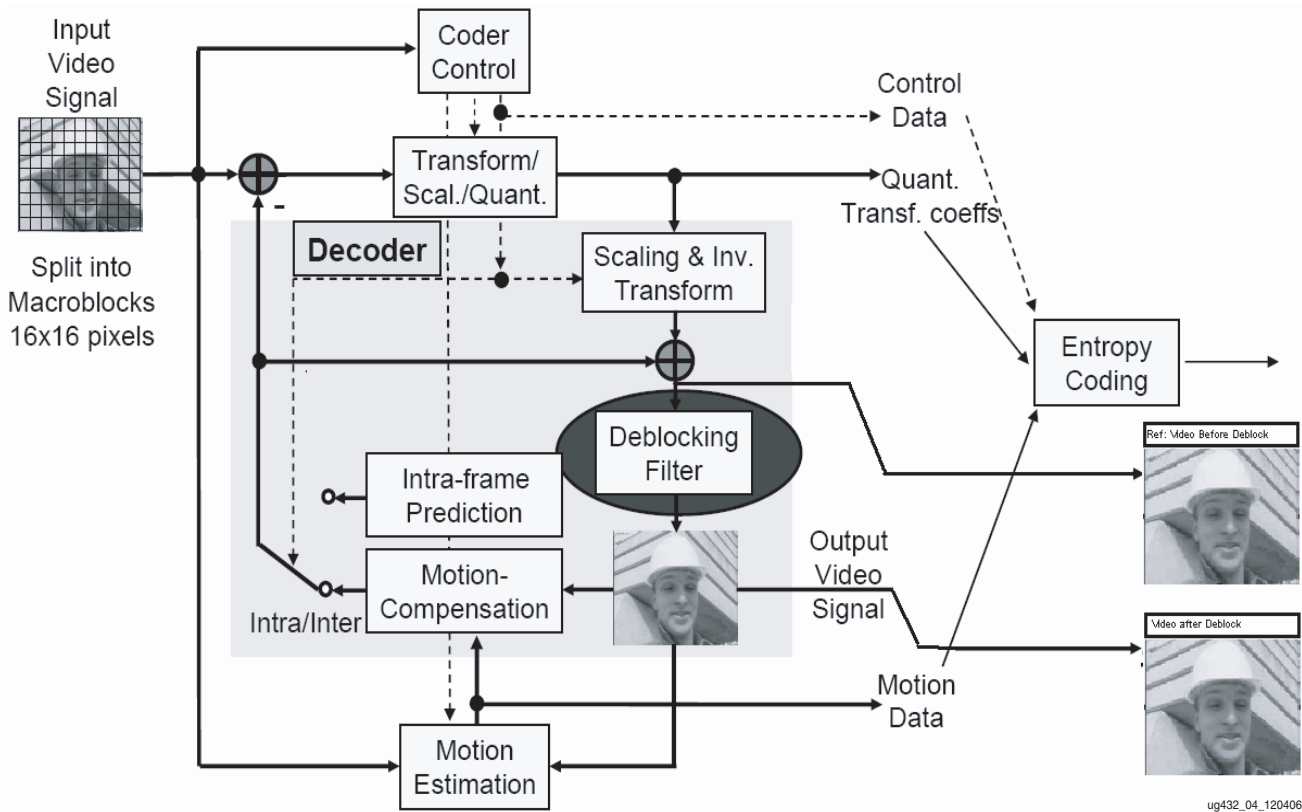 Input
Video
Signal
Split into
Macroblocks
16x16 pixels
Coder
Control
Control
Data
Transform/
Scal./Quant.
Quant.
Transf. coeffs
-
Decoder
Scaling & Inv.
Transform
Entropy
Coding
Deblocking
Filter
Ref: Video Before Deblock
Intra-frame
Prediction
Output
Video
Signal
Motion-
Compensation
Intra/Inter
Video after Deblock
Motion
Data
Motion
Estimation
ug432_04_120406